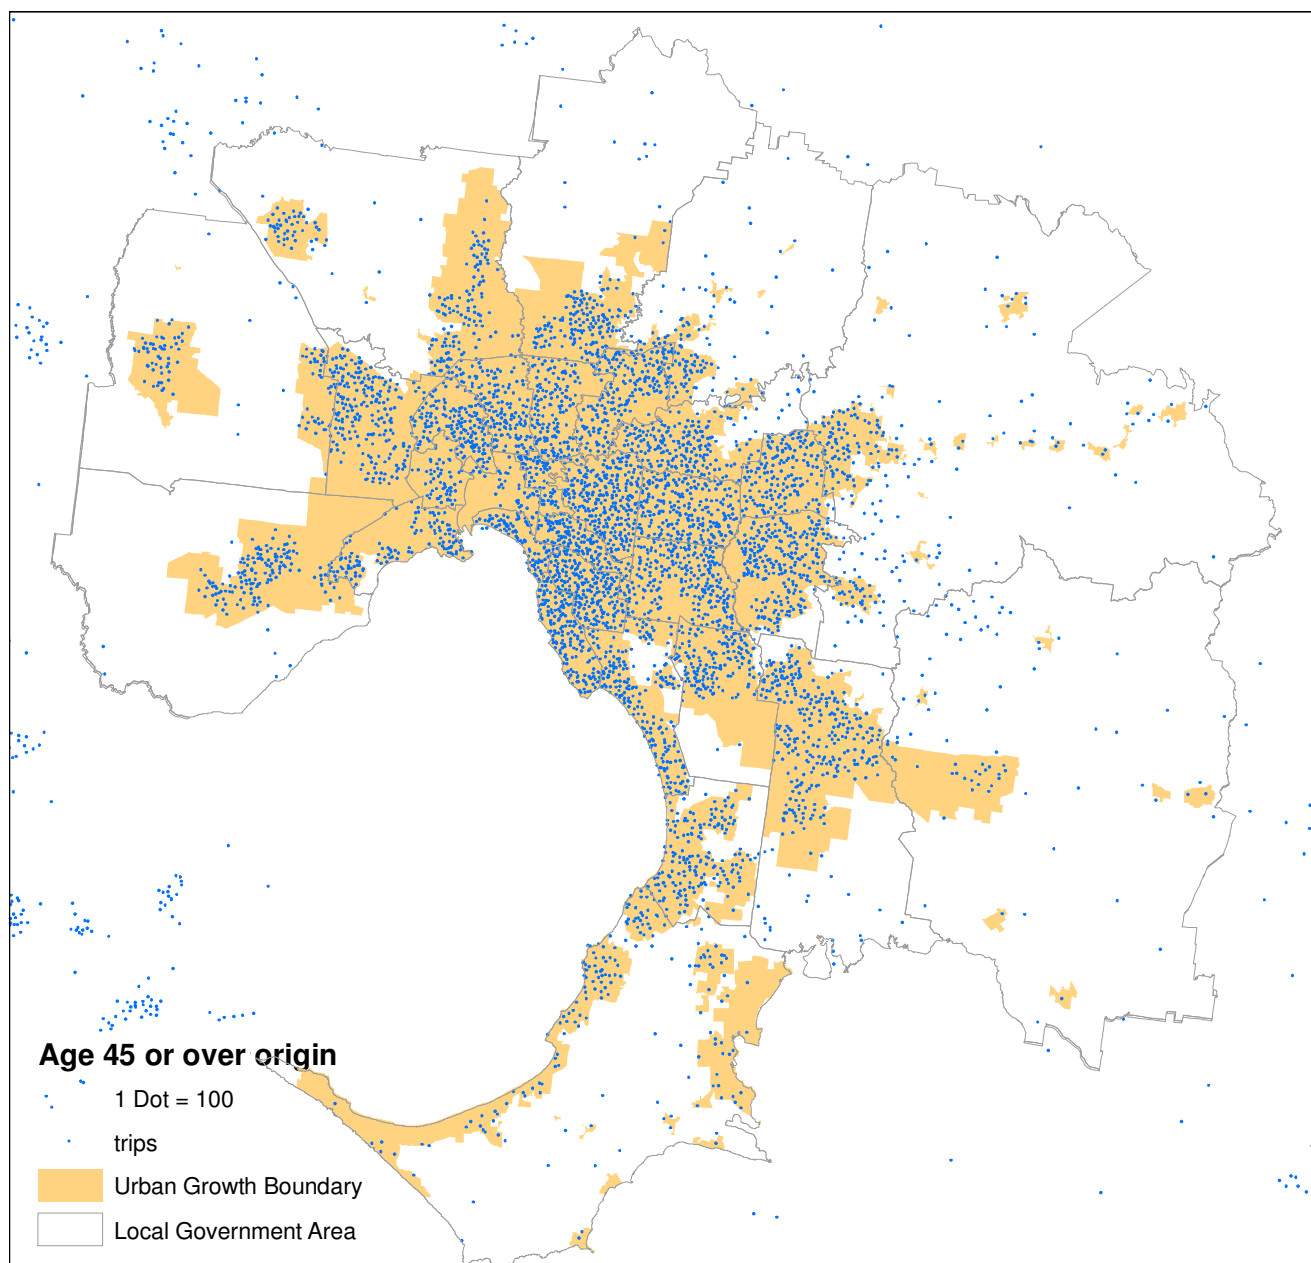 Age 45 or over origin
1 Dot = 100
trips
Urban Growth Boundary
Local Government Area